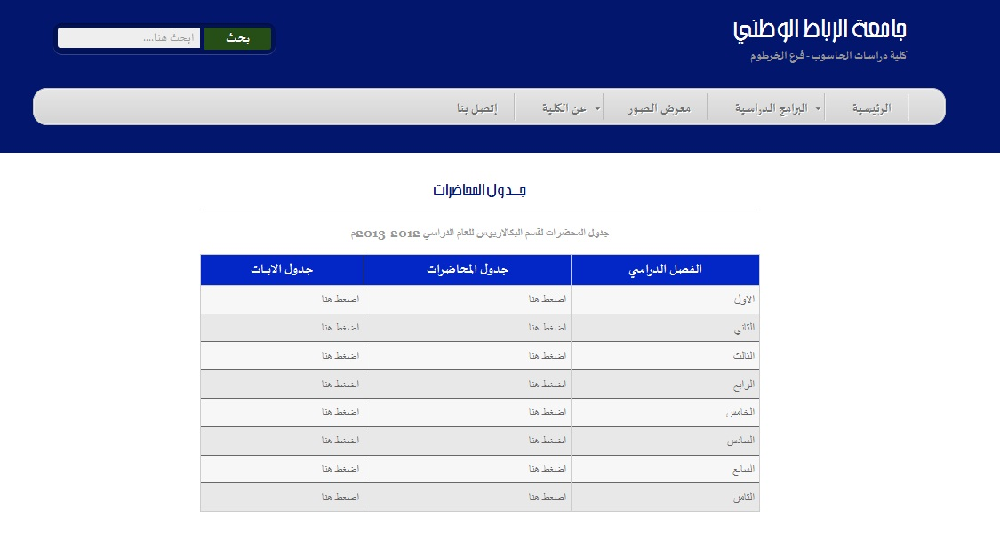 جامعة الرباط الوطني
كلية دراسات الحاسوب - فرع الخرطوم
ابحث هنا....
بحث
الرئيسية
البرامج الدراسية
معرض الصور
عن الكلية
إتصل بنا
جــدول المحاضرات
جدول المحضرات لقسم البكالاريوس للعام الدراسي 2012-2013م
الفصل الدراسي جدول المحاضرات جدول الابات
الاول اضغط هنا اضغط هنا
الثاني اضغط هنا اضغط هنا
الثالث اضغط هنا اضغط هنا
الرابع اضغط هنا اضغط هنا
الخامس اضغط هنا اضغط هنا
السادس اضغط هنا اضغط هنا
السابع اضغط هنا اضغط هنا
الثامن اضغط هنا اضغط هنا